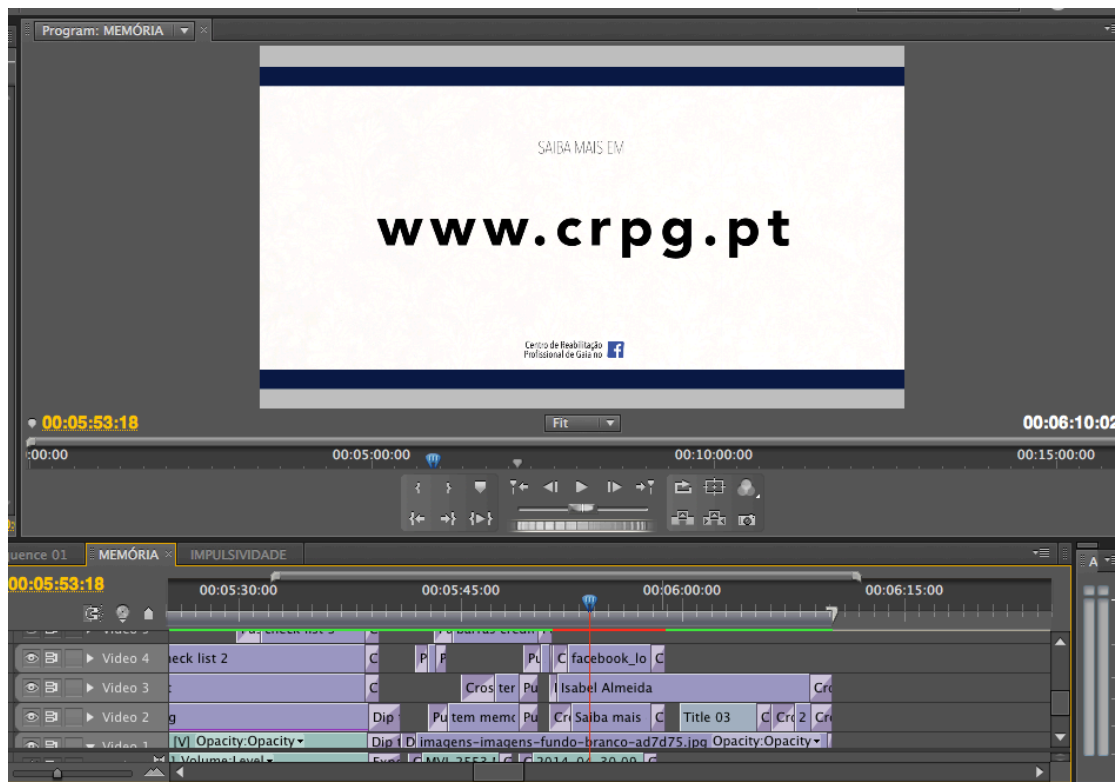 Program: MEMÓRIA
SAIBA MAIS EM
www.crpg.pt
Centro de Reabilitação
Profissional de Gaia no f
00:05:53:18
Fit
00:06:10:02
:00:00
00:05:00:00
00:10:00:00
00:15:00:00
uence 01
MEMÓRIA
IMPULSIVIDADE
A
00:05:53:18
00:05:30:00
00:05:45:00
00:06:00:00
00:06:15:00
check list 3
Video 4
eck list 2
C
P
P
Pu
C
facebook_lo
C
Video 3
C
Cros
ter
Pu
Isabel Almeida
Cro
Video 2
g
Dip
Pu
tem memo
Pu
Cr
Saiba mais
C
Title 03
C
Cr
2
Cro
Video 1
[V] Opacity:Opacity
Dip
D
imagens-imagens-fundo-branco-ad7d75.jpg
Opacity:Opacity
Volume:Level